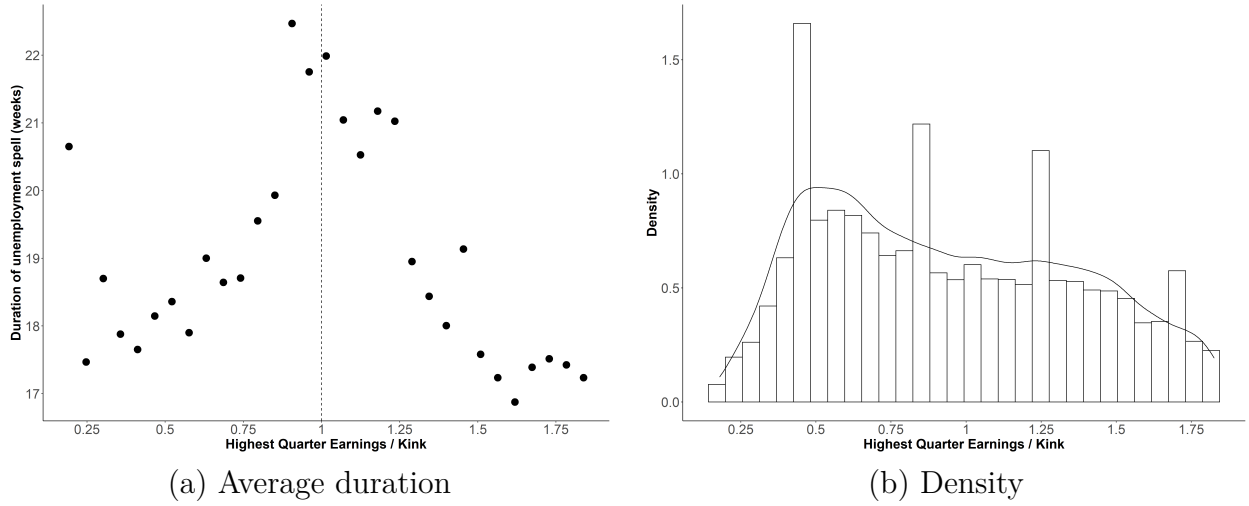 22
21
20
19
18
17
Duration of unemployment spell (weeks)
0.25 0.5 0.75 1 1.25 1.5 1.75
Highest Quarter Earnings / Kink
(a) Average duration
1.5
1.0
0.5
0.0
Density
0.25 0.5 0.75 1 1.25 1.5 1.75
Highest Quarter Earnings / Kink
(b) Density